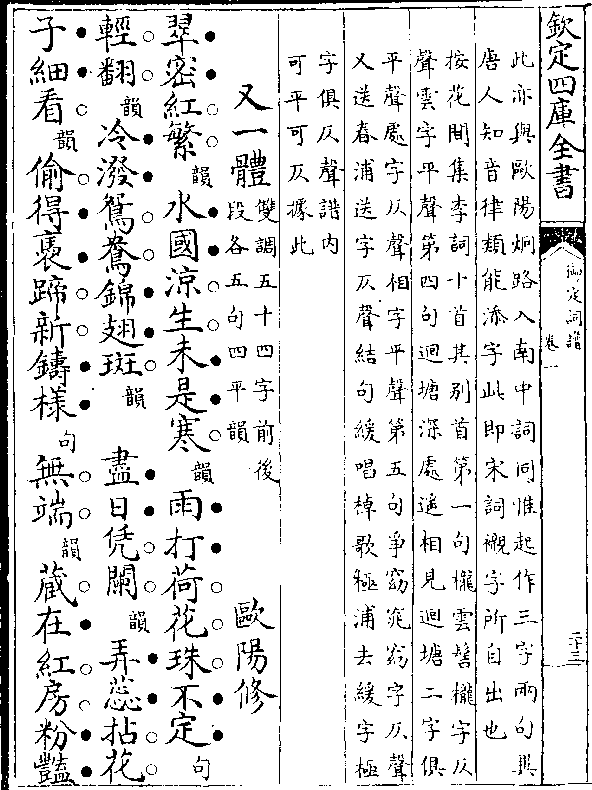 欽定四庫全書
御定詞譜
卷一
二十三
此亦與歐陽炯路入南中詞同惟起作三字兩句與
唐人知音律類能添字此即宋詞襯字所自出也
按花間集李詞十首其別首第一句櫳雲髻櫳字仄
聲雲字平聲第四句迴塘深處遙相見迴塘二字俱
平聲處字仄聲相字平聲第五句爭窈窕窈字仄聲
又送春浦送字仄聲結句緩唱棹歌極浦去緩字極
字俱仄聲譜内
可平可仄據此
又一體 雙調五十四字前後段各五句四平韻 歐陽修
翠密紅繁韻水國涼生未是寒韻雨打荷花珠不定句
輕翻韻冷潑鴛鴦錦翅斑韻 盡日凭闌韻弄蕊拈花
子細看韻偷得褭蹄新鑄様句無端韻藏在紅房粉豔